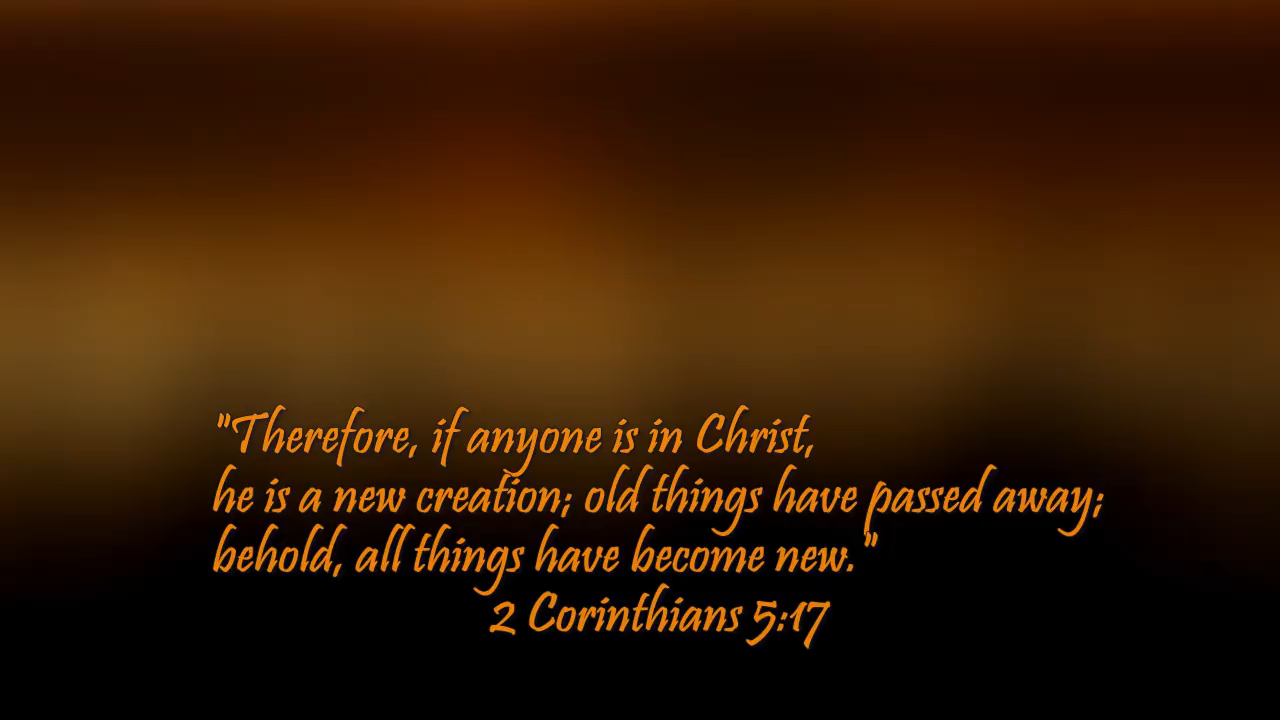 "Therefore, if anyone is in Christ,
he is a new creation; old things have passed away;
behold, all things have become new."
2 Corinthians 5:17